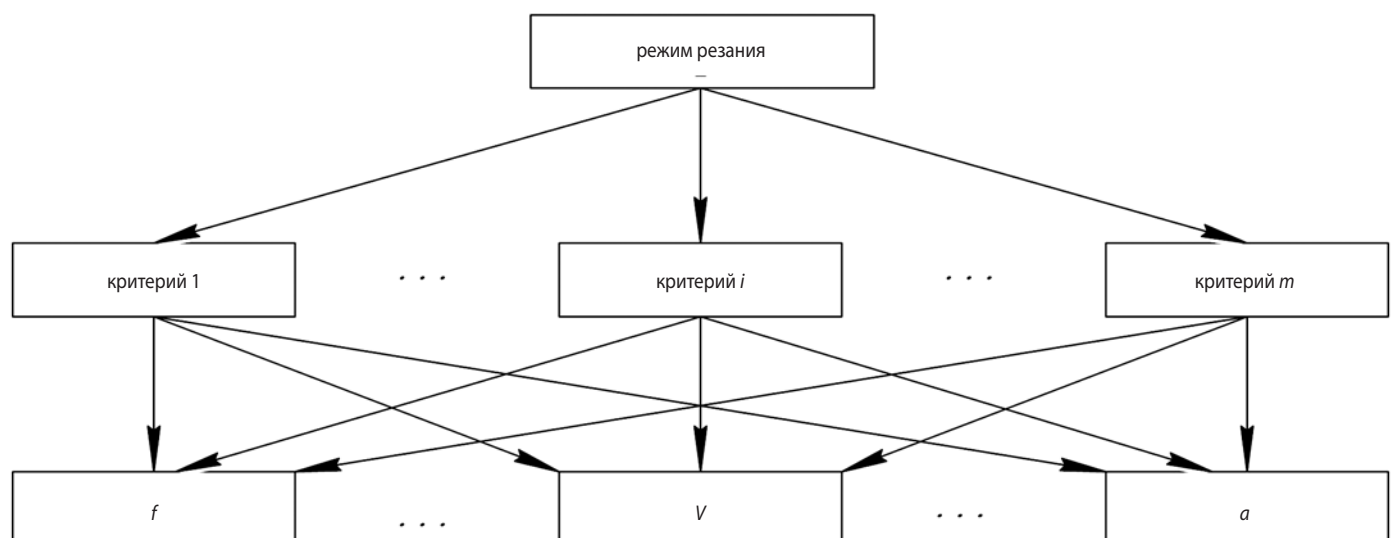 режим резания
–
критерий 1 . . . критерий i . . . критерий m
f . . . V . . . a